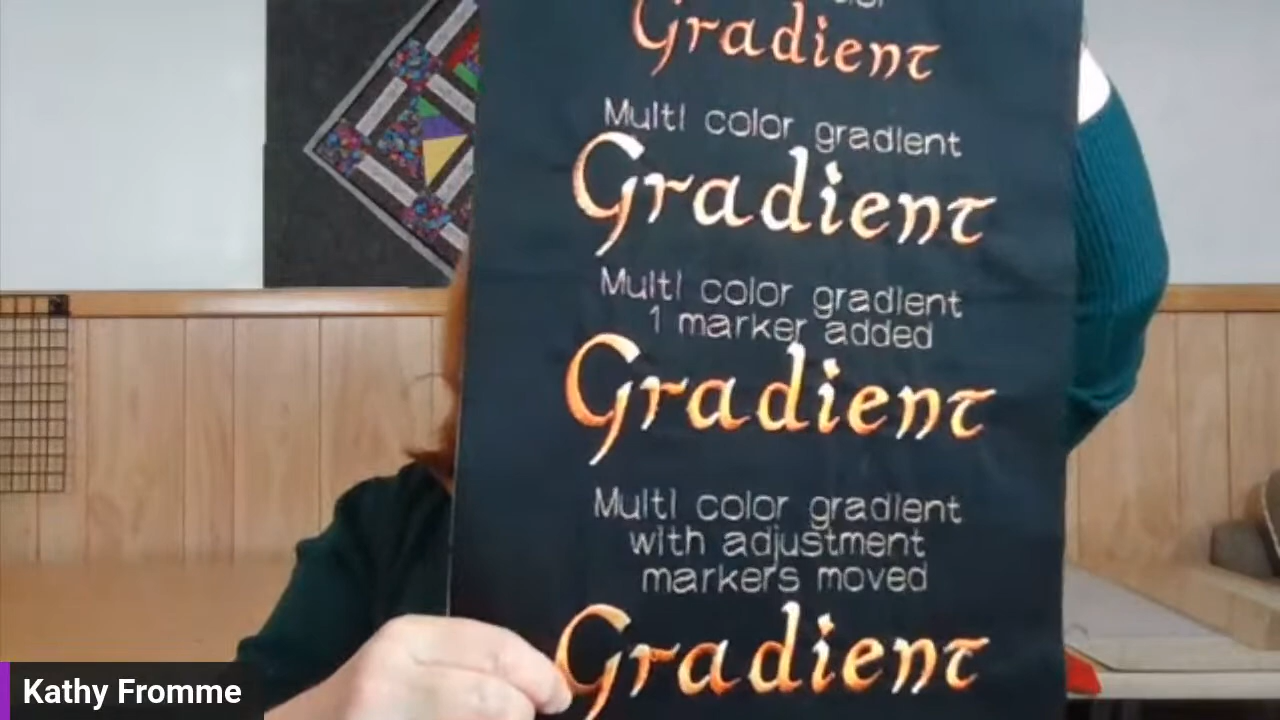 Gradient
Multi color gradient
Gradient
Multi color gradient
1 marker added
Gradient
Multi color gradient
with adjustment
markers moved
Gradient
Kathy Fromme